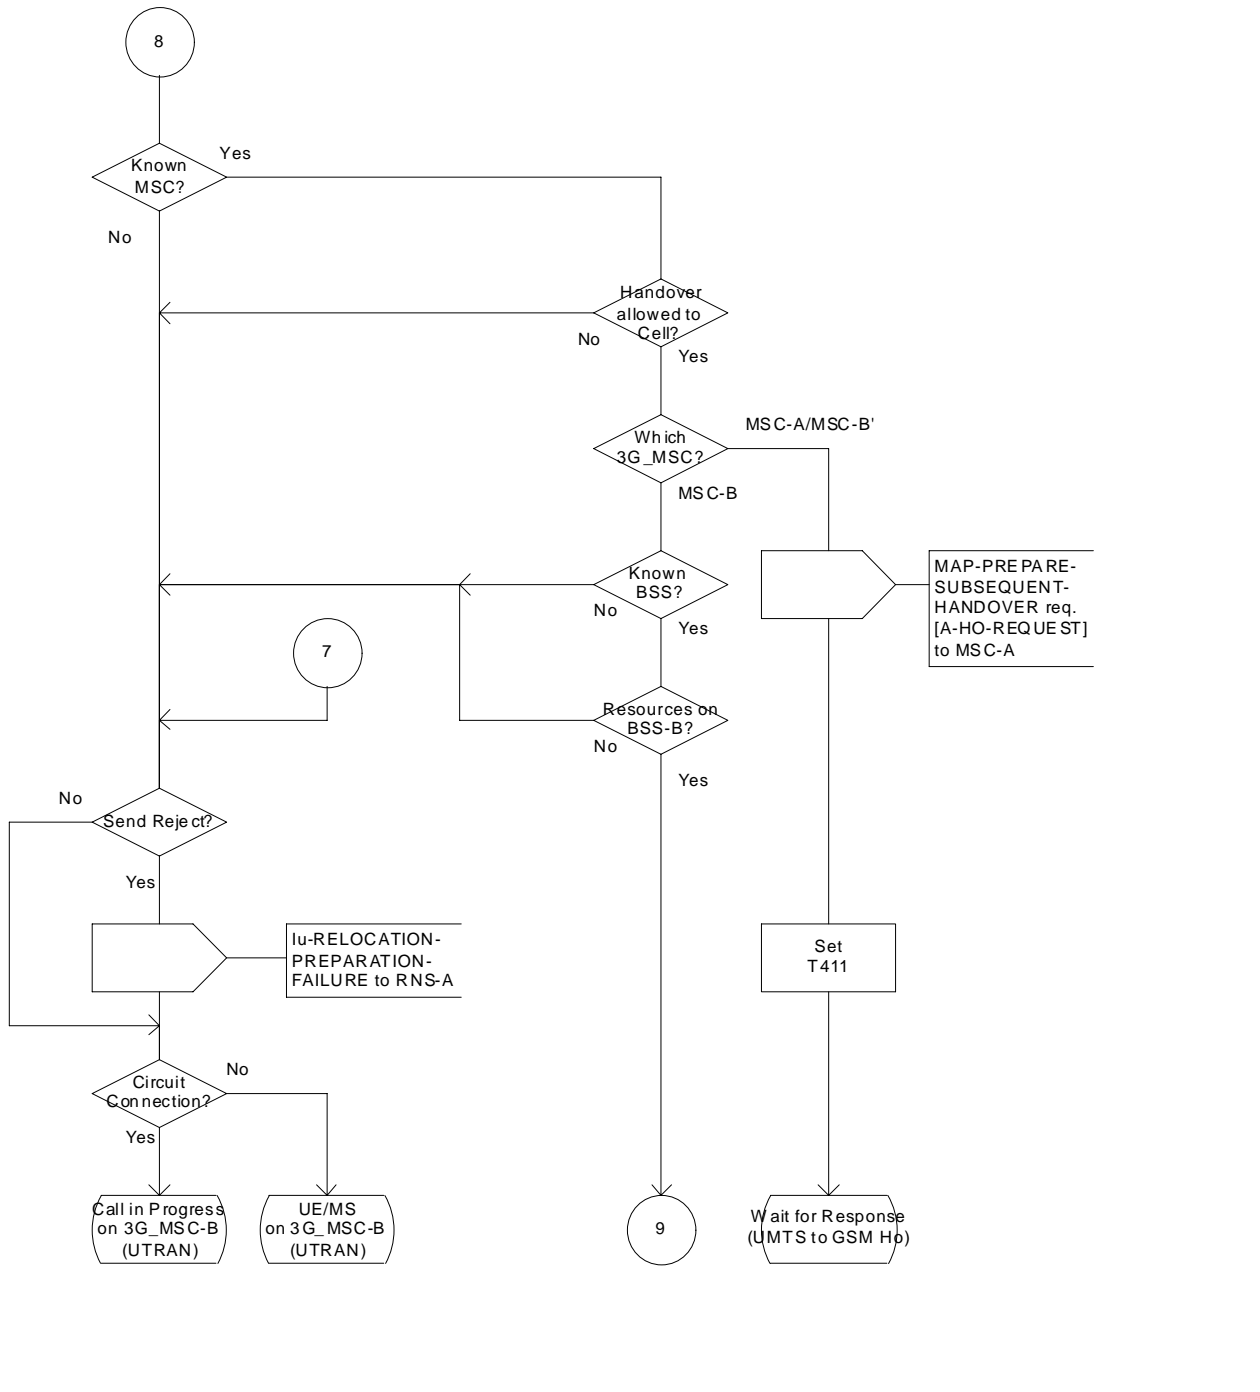 8
Yes
Known
MSC?
No
Handover
allowed to
Cell?
No
Yes
MSC-A/MSC-B'
Which
3G_MSC?
MSC-B
MAP-PREPARE-
SUBSEQUENT-
HANDOVER req.
[A-HO-REQUEST]
to MSC-A
Known
BSS?
No
Yes
7
Resources on
BSS-B?
No
Yes
No
Send Reject?
Yes
Iu-RELOCATION-
PREPARATION-
FAILURE to RNS-A
Set
T411
No
Circuit
Connection?
Yes
Call in Progress
on 3G_MSC-B
(UTRAN)
UE/MS
on 3G_MSC-B
(UTRAN)
9
Wait for Response
(UMTS to GSM Ho)